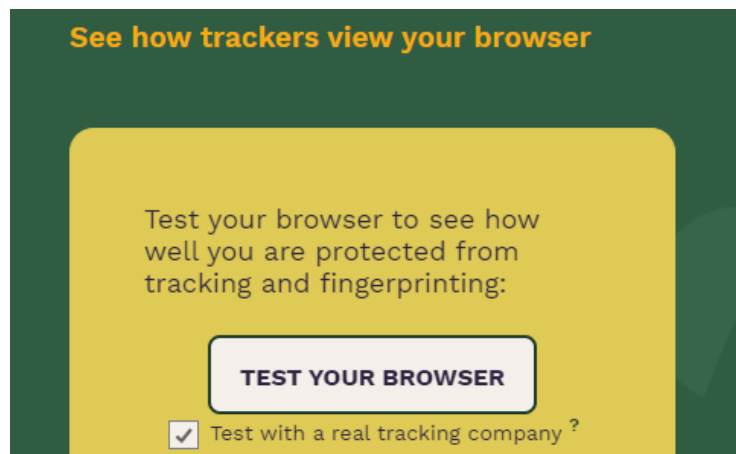 See how trackers view your browser
Test your browser to see how
well you are protected from
tracking and fingerprinting:
TEST YOUR BROWSER
Test with a real tracking company ?